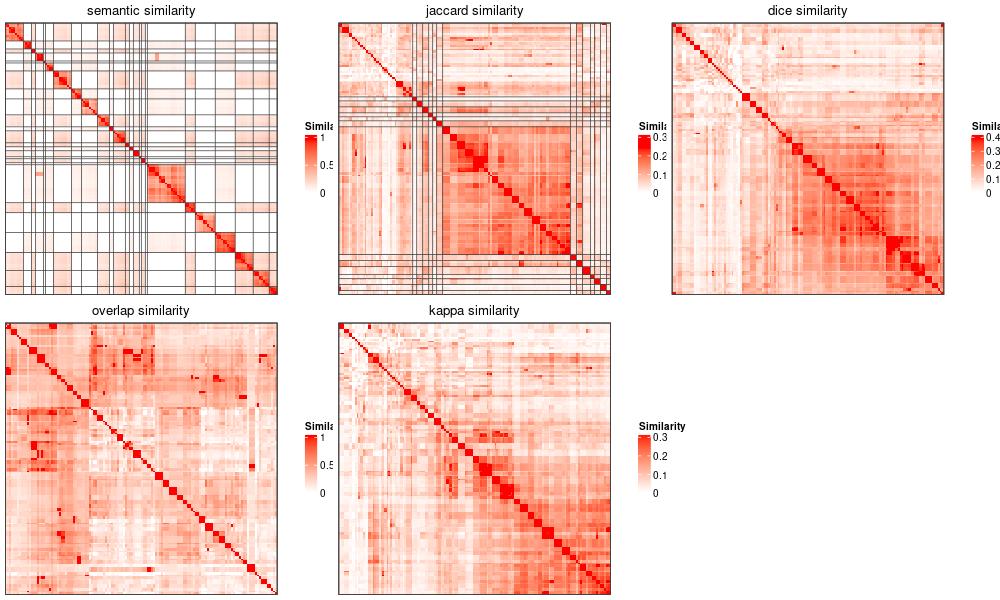 semantic similarity
jaccard similarity
dice similarity
Simila
1
0.5
0
Simila
0.3
0.2
0.1
0
Simila
0.4
0.3
0.2
0.1
0
overlap similarity
kappa similarity
Simila
1
0.5
0
Similarity
0.3
0.2
0.1
0